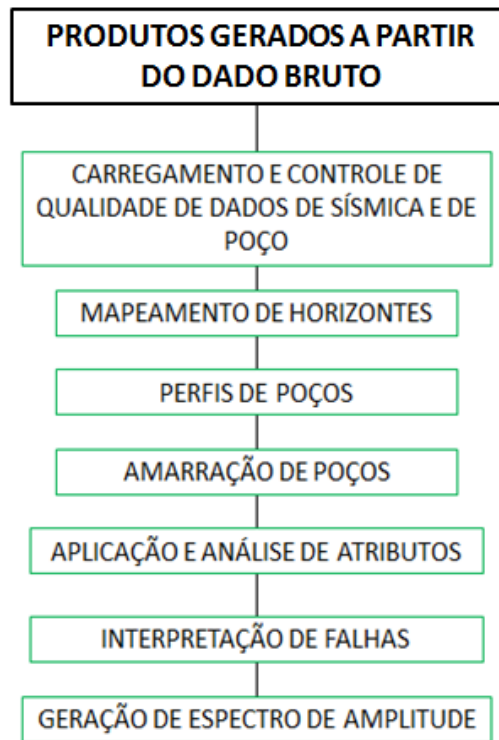 PRODUTOS GERADOS A PARTIR
DO DADO BRUTO
CARREGAMENTO E CONTROLE DE
QUALIDADE DE DADOS DE SÍSMICA E DE
POÇO
MAPEAMENTO DE HORIZONTES
PERFIS DE POÇOS
AMARRAÇÃO DE POÇOS
APLICAÇÃO E ANÁLISE DE ATRIBUTOS
INTERPRETAÇÃO DE FALHAS
GERAÇÃO DE ESPECTRO DE AMPLITUDE